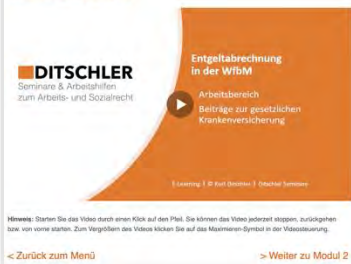 DITSCHLER
Seminare & Arbeitshilfen
zum Arbeits- und Sozialrecht
Entgeltabrechnung
in der WfbM
Arbeitsbereich
Beiträge zur gesetzlichen
Krankenversicherung
E-Learning | © Karl Ditschler | Ditschler Seminare
Hinweis: Starten Sie das Video durch einen Klick auf den Pfeil. Sie können das Video jederzeit stoppen, zurückgehen
bzw. von vorne starten. Zum Vergrößern des Videos klicken Sie auf das Maximieren-Symbol in der Videosteuerung.
< Zurück zum Menü
> Weiter zu Modul 2